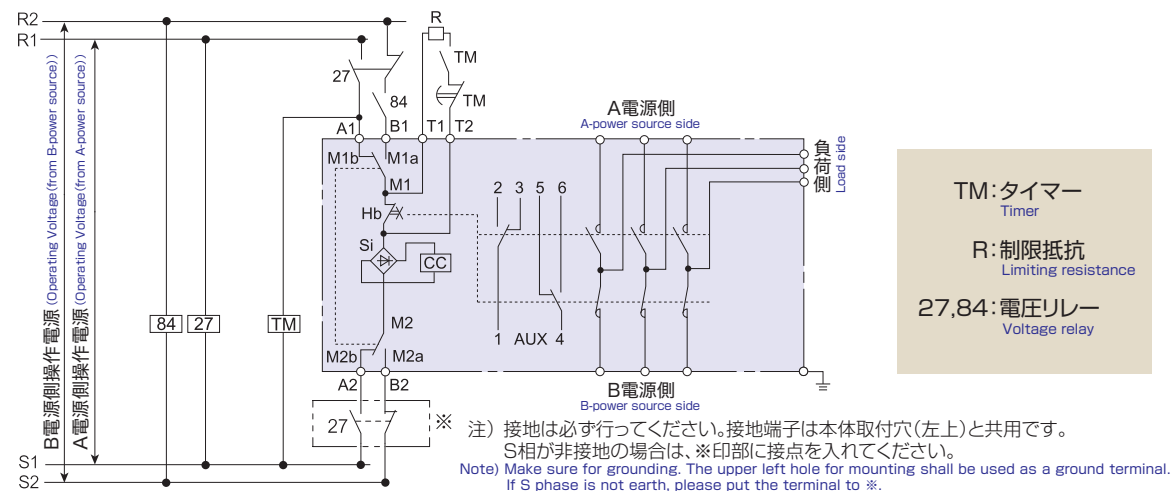 R2
R1
R
TM
TM
27
84
A1
B1
T1
T2
A電源側
A-power source side
M1b
M1a
M1
Hb
Si
CC
2
3
5
6
1
AUX
4
負荷側
Load side
B電源側操作電源(Operating Voltage(from B-power source))
A電源側操作電源(Operating Voltage(from A-power source))
84
27
TM
M2
M2b
M2a
A2
B2
27
※
B電源側
B-power source side
S1
S2
TM:タイマー
Timer
R:制限抵抗
Limiting resistance
27,84:電圧リレー
Voltage relay
注) 接地は必ず行ってください。接地端子は本体取付穴(左上)と共用です。
S相が非接地の場合は、※印部に接点を入れてください。
Note) Make sure for grounding. The upper left hole for mounting shall be used as a ground terminal.
If S phase is not earth, please put the terminal to ※.